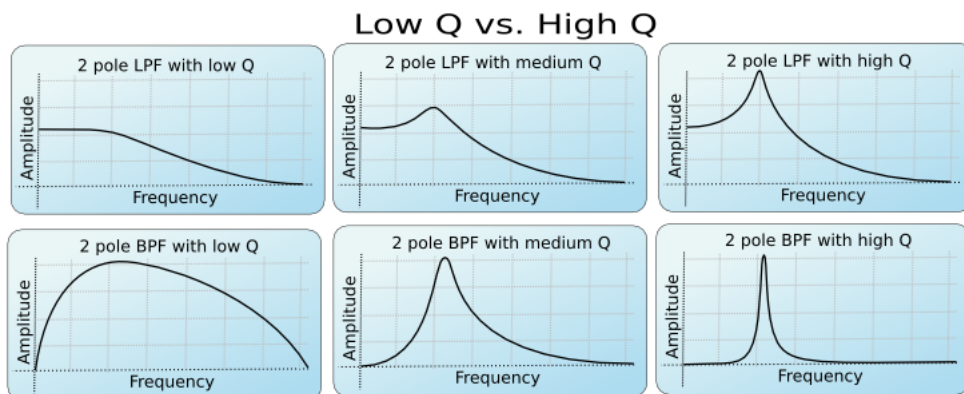 Low Q vs. High Q
2 pole LPF with low Q
Amplitude
Frequency
2 pole LPF with medium Q
Amplitude
Frequency
2 pole LPF with high Q
Amplitude
Frequency
2 pole BPF with low Q
Amplitude
Frequency
2 pole BPF with medium Q
Amplitude
Frequency
2 pole BPF with high Q
Amplitude
Frequency